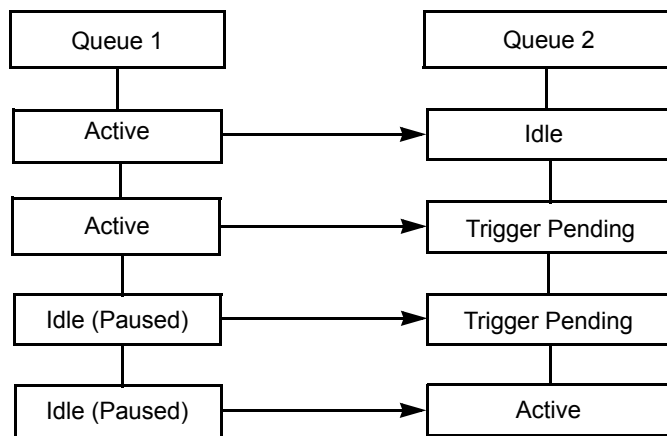 Queue 1
Queue 2
Active
Idle
Active
Trigger Pending
Idle (Paused)
Trigger Pending
Idle (Paused)
Active